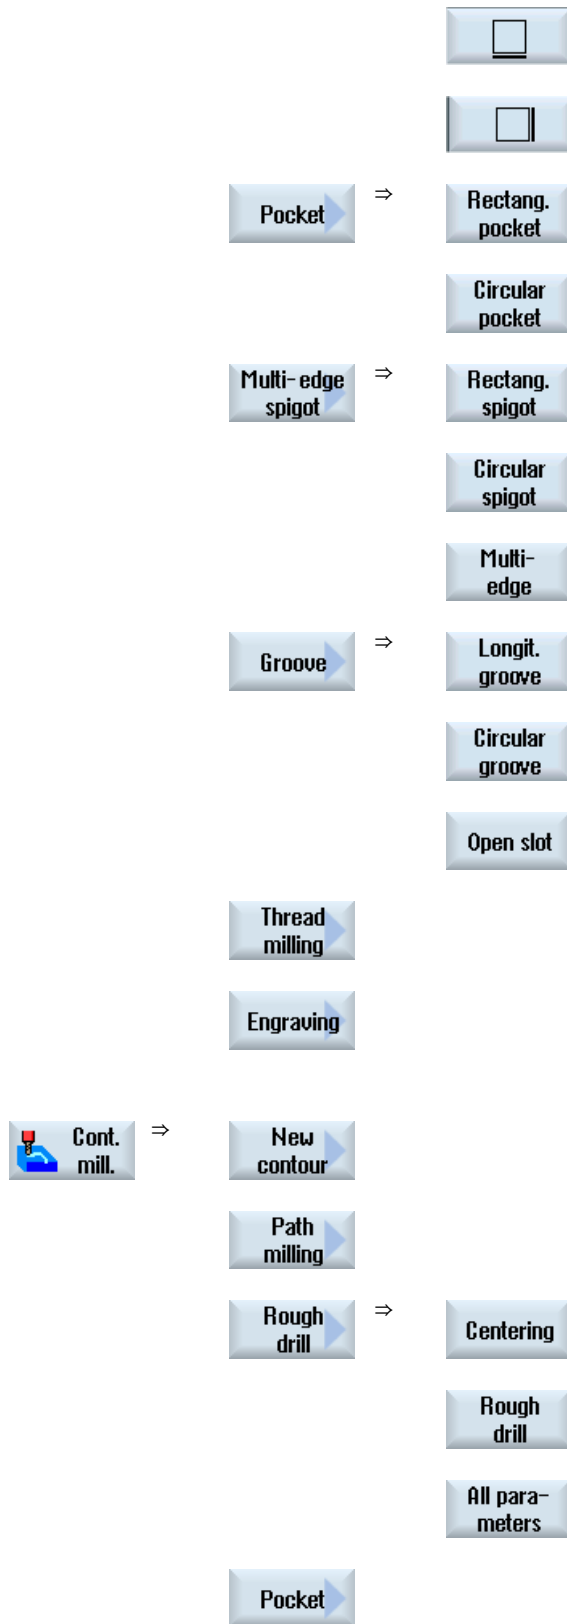 Pocket
⇒
Rectang.
pocket
Circular
pocket
Multi-edge
spigot
⇒
Rectang.
spigot
Circular
spigot
Multi-
edge
Groove
⇒
Longit.
groove
Circular
groove
Open slot
Thread
milling
Engraving
Cont.
mill.
⇒
New
contour
Path
milling
Rough
drill
⇒
Centering
Rough
drill
All para-
meters
Pocket